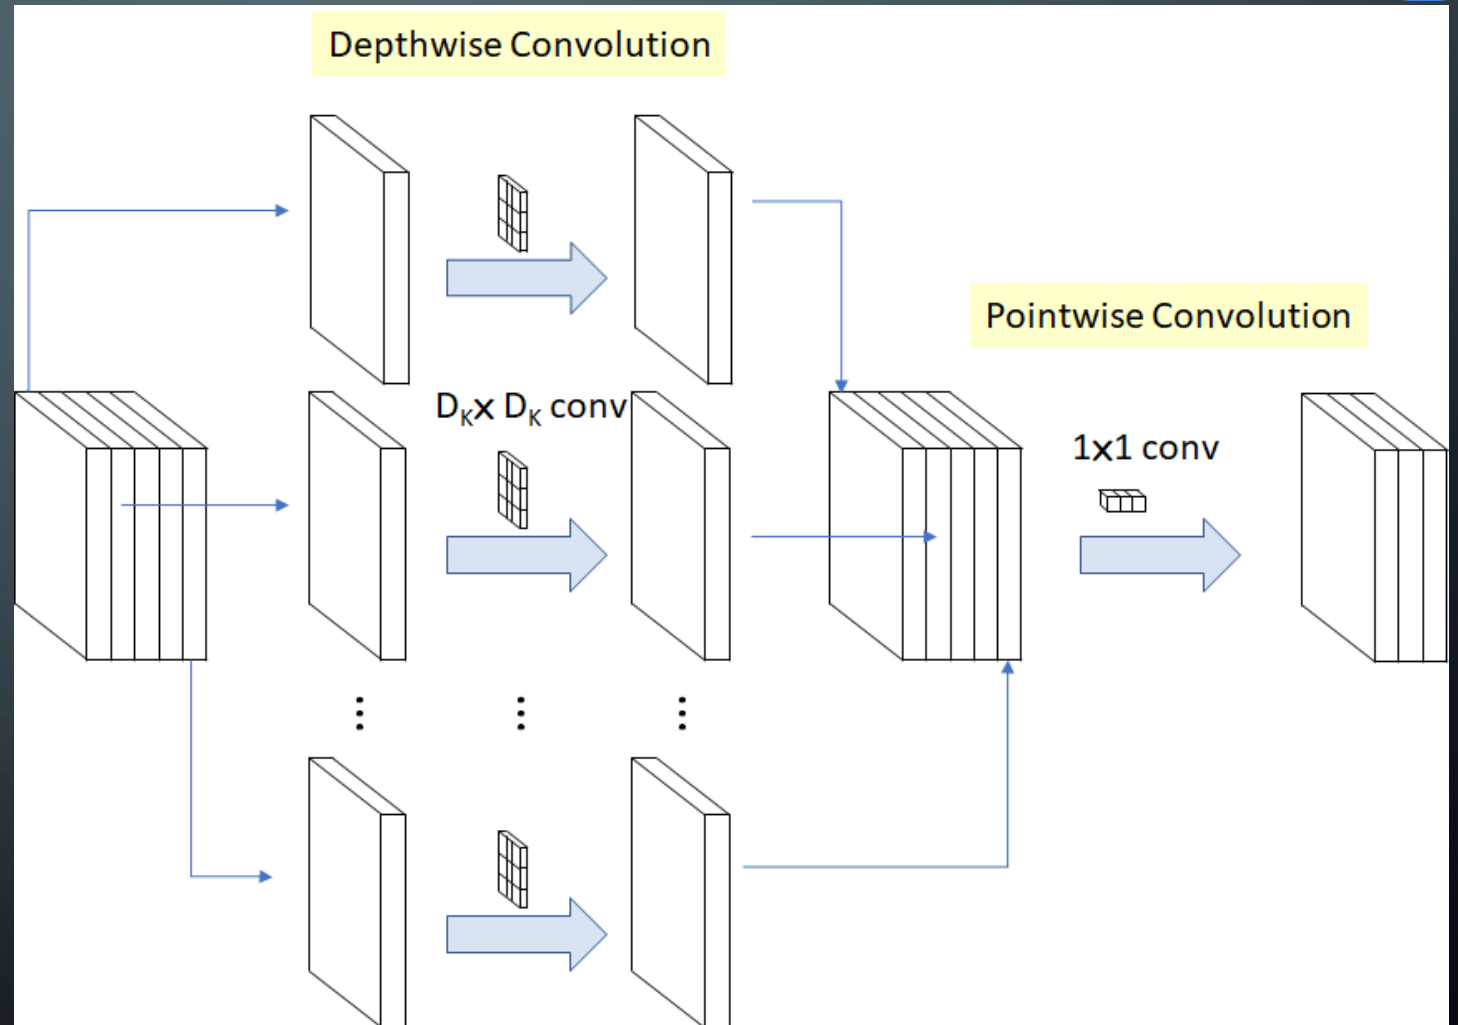 Depthwise Convolution
Pointwise Convolution
DKx DK conv
1x1 conv